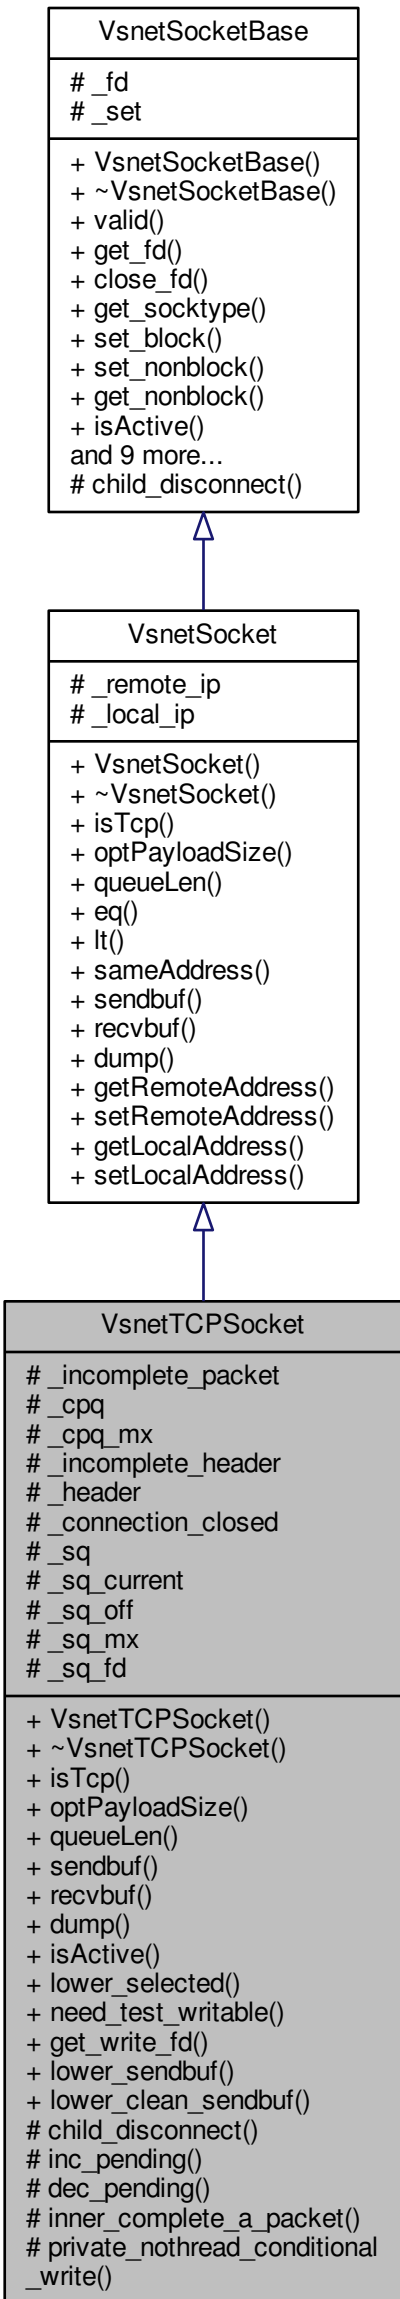 VsnetSocketBase
# _fd
# _set
+ VsnetSocketBase()
+ ~VsnetSocketBase()
+ valid()
+ get_fd()
+ close_fd()
+ get_socktype()
+ set_block()
+ set_nonblock()
+ get_nonblock()
+ isActive()
and 9 more...
# child_disconnect()
VsnetSocket
# _remote_ip
# _local_ip
+ VsnetSocket()
+ ~VsnetSocket()
+ isTcp()
+ optPayloadSize()
+ queueLen()
+ eq()
+ lt()
+ sameAddress()
+ sendbuf()
+ recvbuf()
+ dump()
+ getRemoteAddress()
+ setRemoteAddress()
+ getLocalAddress()
+ setLocalAddress()
VsnetTCPSocket
# _incomplete_packet
# _cpq
# _cpq_mx
# _incomplete_header
# _header
# _connection_closed
# _sq
# _sq_current
# _sq_off
# _sq_mx
# _sq_fd
+ VsnetTCPSocket()
+ ~VsnetTCPSocket()
+ isTcp()
+ optPayloadSize()
+ queueLen()
+ sendbuf()
+ recvbuf()
+ dump()
+ isActive()
+ lower_selected()
+ need_test_writable()
+ get_write_fd()
+ lower_sendbuf()
+ lower_clean_sendbuf()
# child_disconnect()
# inc_pending()
# dec_pending()
# inner_complete_a_packet()
# private_nothread_conditional
_write()